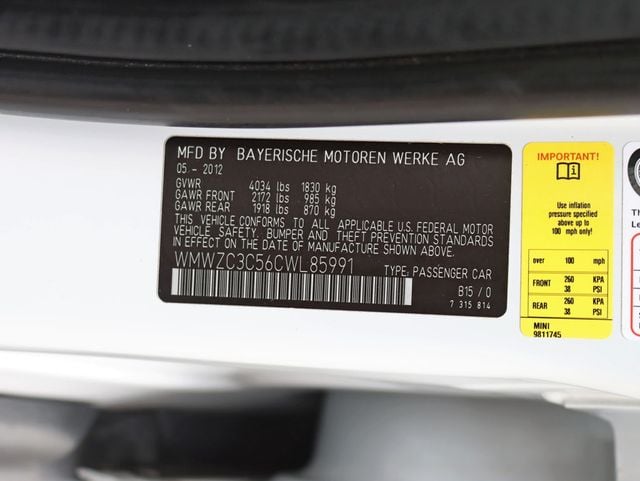 MFD BY BAYERISCHE MOTOREN WERKE AG
05.- 2012
GVWR 4034 lbs 1830 kg
GAWR FRONT 2172 lbs 985 kg
GAWR REAR 1918 lbs 870 kg
THIS VEHICLE CONFORMS TO ALL APPLICABLE U.S. FEDERAL MOTOR
VEHICLE SAFETY, BUMPER AND THEFT PREVENTION STANDARDS
IN EFFECT ON THE DATE OF MANUFACTURE SHOWN ABOVE.
WMWZC3C56CWL85991 TYPE: PASSENGER CAR
B15 / 0
7 315 814
IMPORTANT!
Use inflation
pressure specified
above up to
100 mph only!
over 100 mph
FRONT 260 KPA
38 PSI
REAR 260 KPA
38 PSI
MINI
9811745